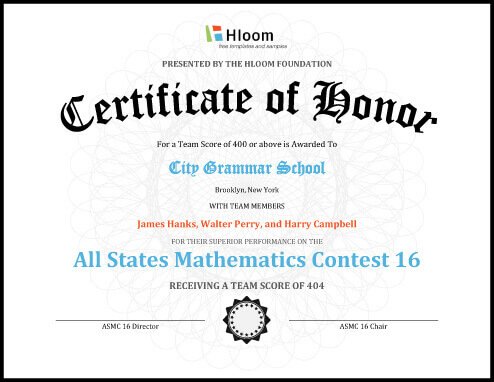 Hloom
free templates and samples
PRESENTED BY THE HLOOM FOUNDATION
Certificate of Honor
For a Team Score of 400 or above is Awarded To
City Grammar School
Brooklyn, New York
WITH TEAM MEMBERS
James Hanks, Walter Perry, and Harry Campbell
FOR THEIR SUPERIOR PERFORMANCE ON THE
All States Mathematics Contest 16
RECEIVING A TEAM SCORE OF 404
ASMC 16 Director
ASMC 16 Chair